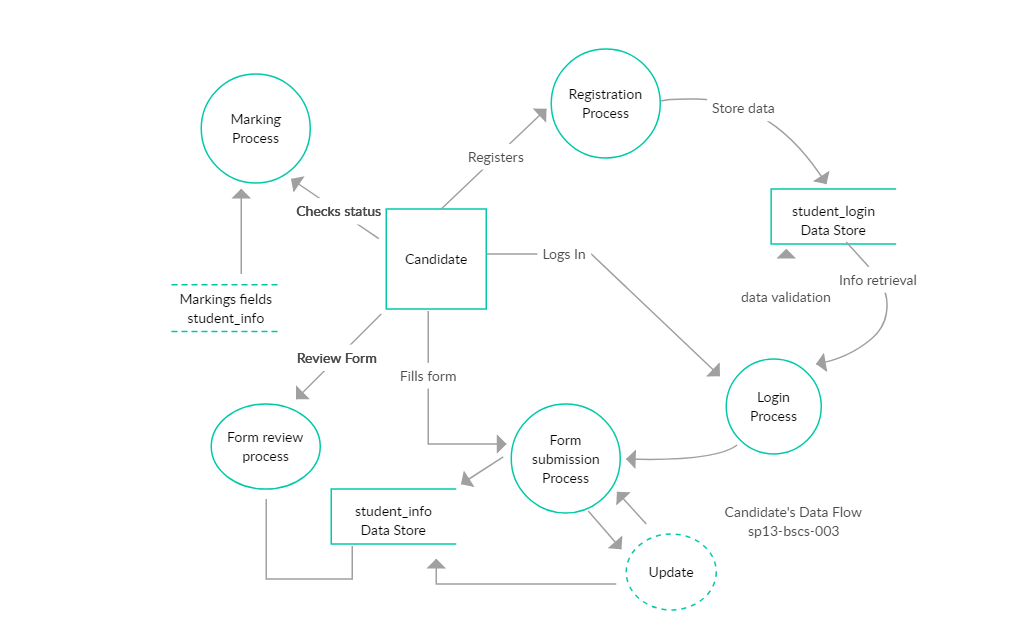 Registration
Process
Store data
Marking
Process
Registers
Checks status
student_login
Data Store
Candidate
Logs In
Info retrieval
data validation
Markings fields
student_info
Review Form
Fills form
Login
Process
Form review
process
Form
submission
Process
student_info
Data Store
Candidate's Data Flow
sp13-bscs-003
Update